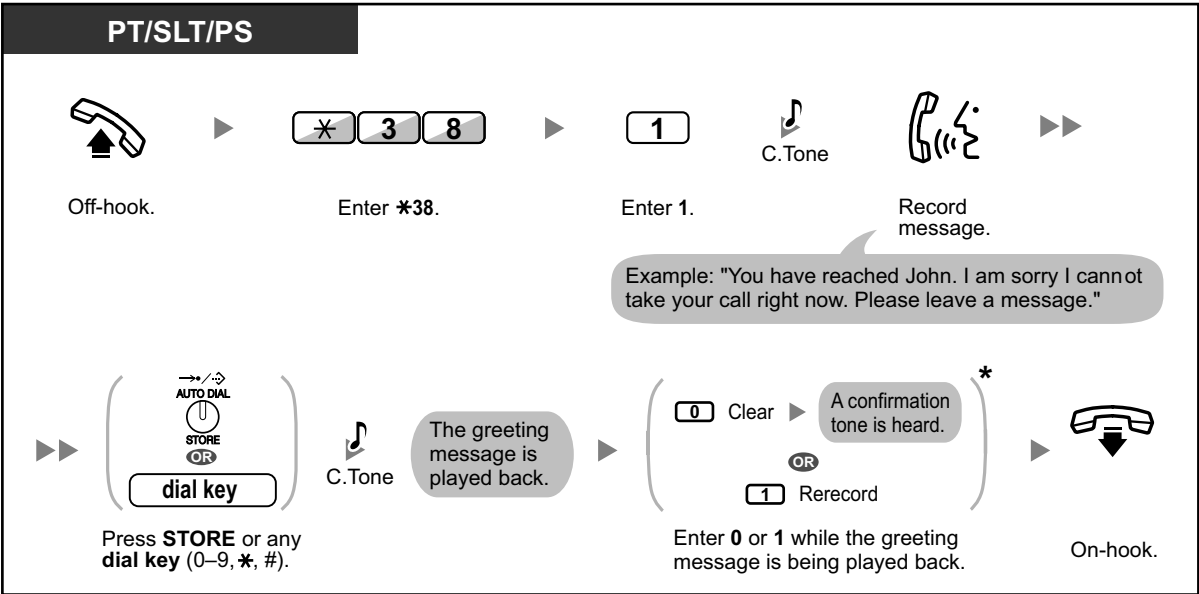 PT/SLT/PS
* 3 8
1
C.Tone
Off-hook.
Enter *38.
Enter 1.
Record
message.
Example: "You have reached John. I am sorry I cannot
take your call right now. Please leave a message."
AUTO DIAL
STORE
OR
dial key
C.Tone
The greeting
message is
played back.
Press STORE or any
dial key (0–9, *, #).
*
0 Clear
A confirmation
tone is heard.
OR
1 Rerecord
Enter 0 or 1 while the greeting
message is being played back.
On-hook.